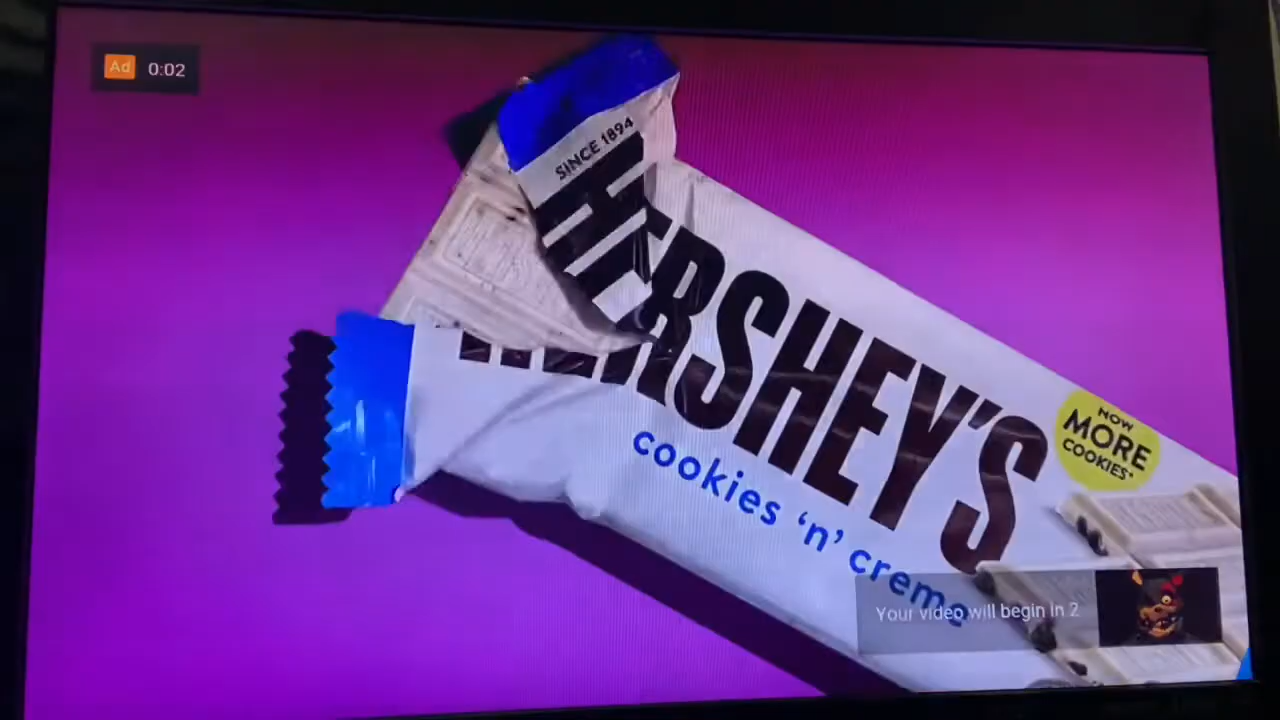 Ad 0:02
SINCE 1894
HERSHEY'S
cookies 'n' creme
NOW
MORE
COOKIES*
Your video will begin in 2